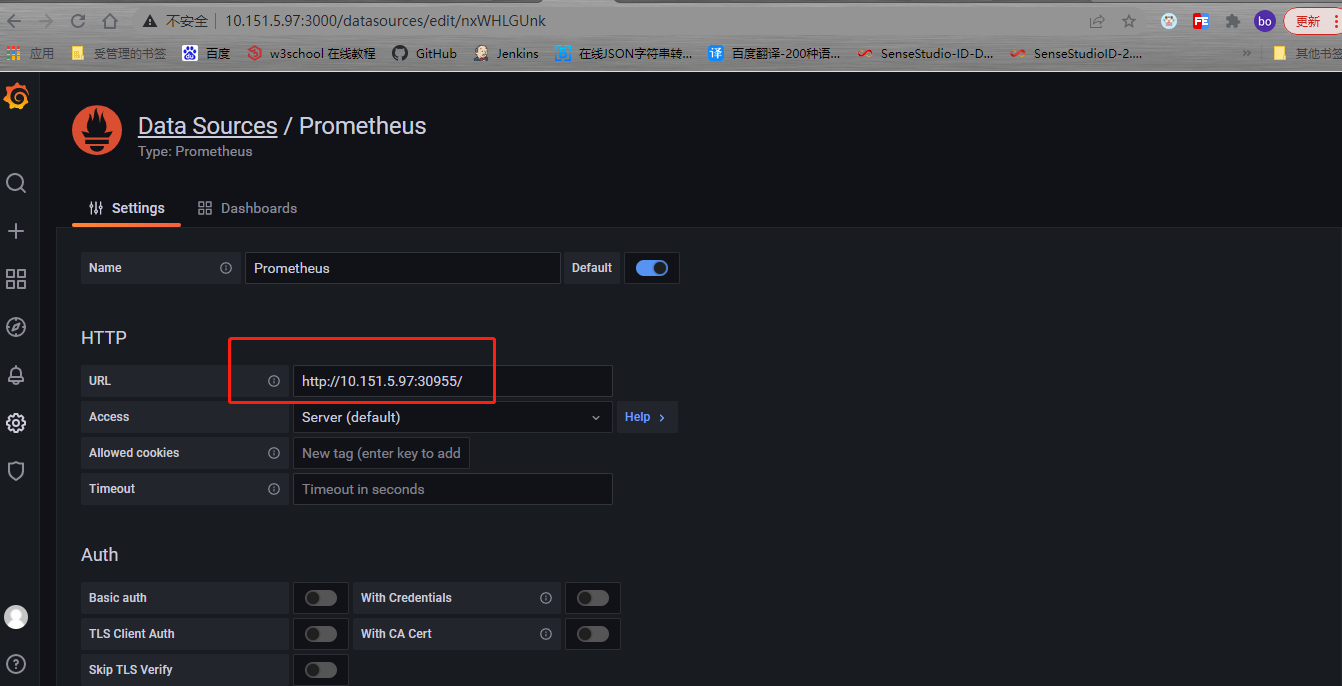 不安全 10.151.5.97:3000/datasources/edit/nxWHLGUnk FE bo 更新
应用 受管理的书签 百度 w3school 在线教程 GitHub Jenkins 在线JSON字符串转... 译 百度翻译-200种语... SenseStudio-ID-D... SenseStudioID-2.... » 其他书签
Data Sources / Prometheus
Type: Prometheus
Settings Dashboards
Name Prometheus Default
HTTP
URL http://10.151.5.97:30955/
Access Server (default) Help >
Allowed cookies New tag (enter key to add
Timeout Timeout in seconds
Auth
Basic auth With Credentials
TLS Client Auth With CA Cert
Skip TLS Verify